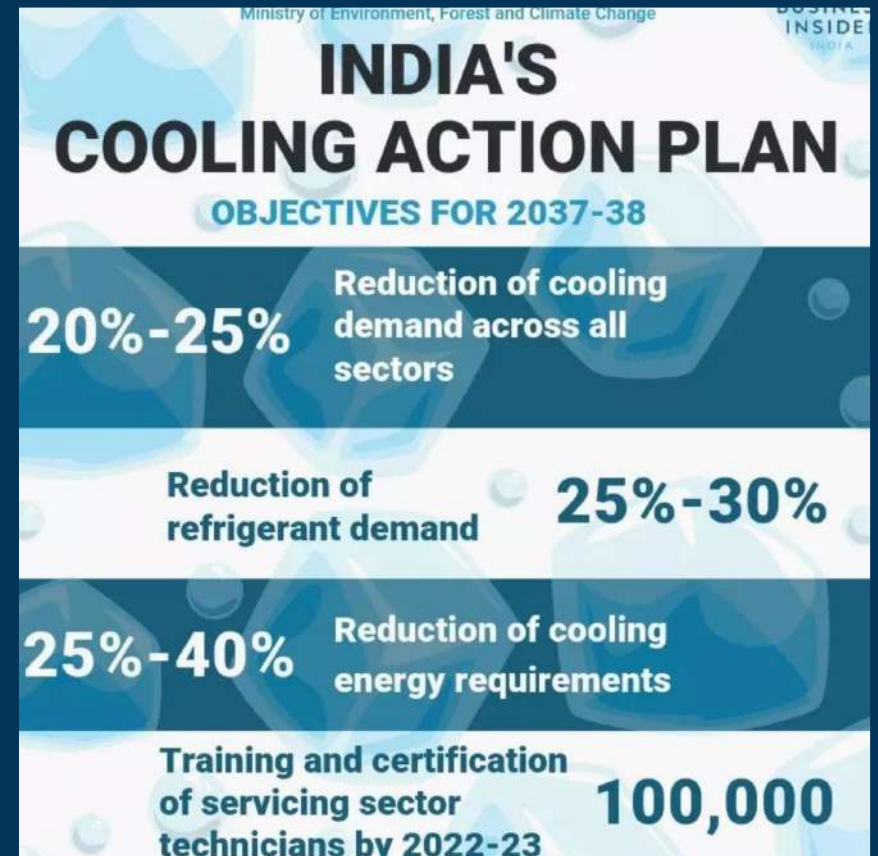 Ministry of Environment, Forest and Climate Change
INSIDER
INDIA
INDIA'S
COOLING ACTION PLAN
OBJECTIVES FOR 2037-38
20%-25%
Reduction of cooling
demand across all
sectors
Reduction of
refrigerant demand
25%-30%
25%-40%
Reduction of cooling
energy requirements
Training and certification
of servicing sector
technicians by 2022-23
100,000